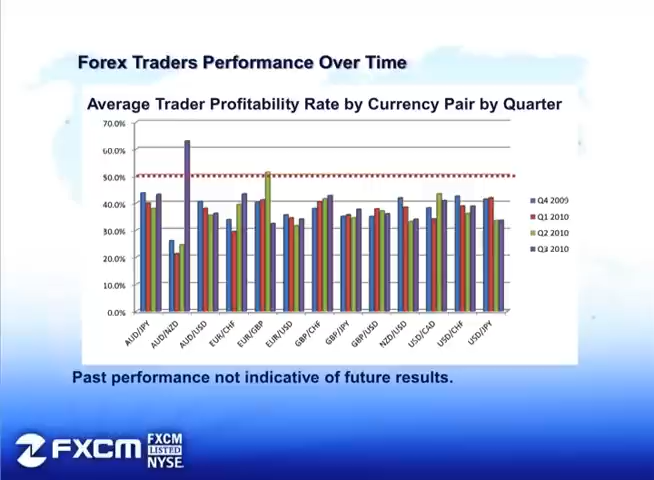 Forex Traders Performance Over Time
Average Trader Profitability Rate by Currency Pair by Quarter
70.0%
60.0%
50.0%
40.0%
30.0%
20.0%
10.0%
0.0%
AUD/JPY
AUD/NZD
AUD/USD
EUR/CHF
EUR/GBP
EUR/USD
GBP/CHF
GBP/JPY
GBP/USD
NZD/USD
USD/CAD
USD/CHF
USD/JPY
Q4 2009
Q1 2010
Q2 2010
Q3 2010
Past performance not indicative of future results.
FXCM
FXCM
LISTED
NYSE